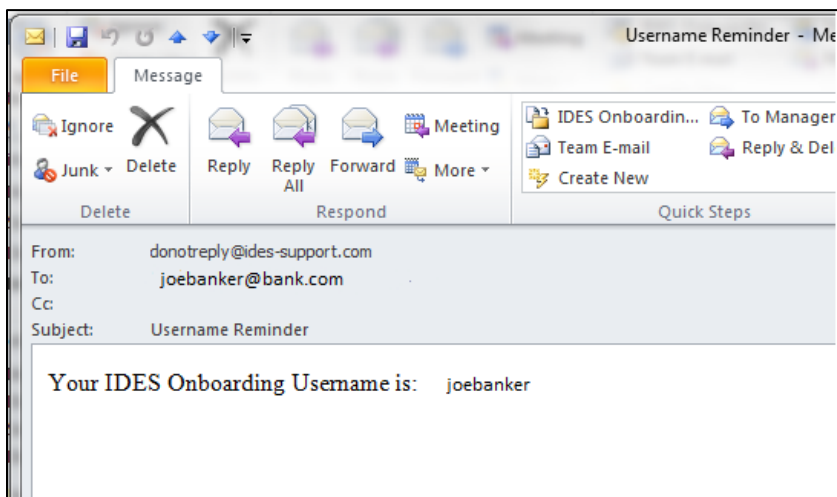 Username Reminder - Me
File Message
Ignore
Junk
Delete
Reply
Reply All
Forward
Meeting
More
IDES Onboardin...
To Manager
Team E-mail
Reply & Del
Create New
Delete
Respond
Quick Steps
From: donotreply@ides-support.com
To: joebanker@bank.com
Cc:
Subject: Username Reminder
Your IDES Onboarding Username is: joebanker